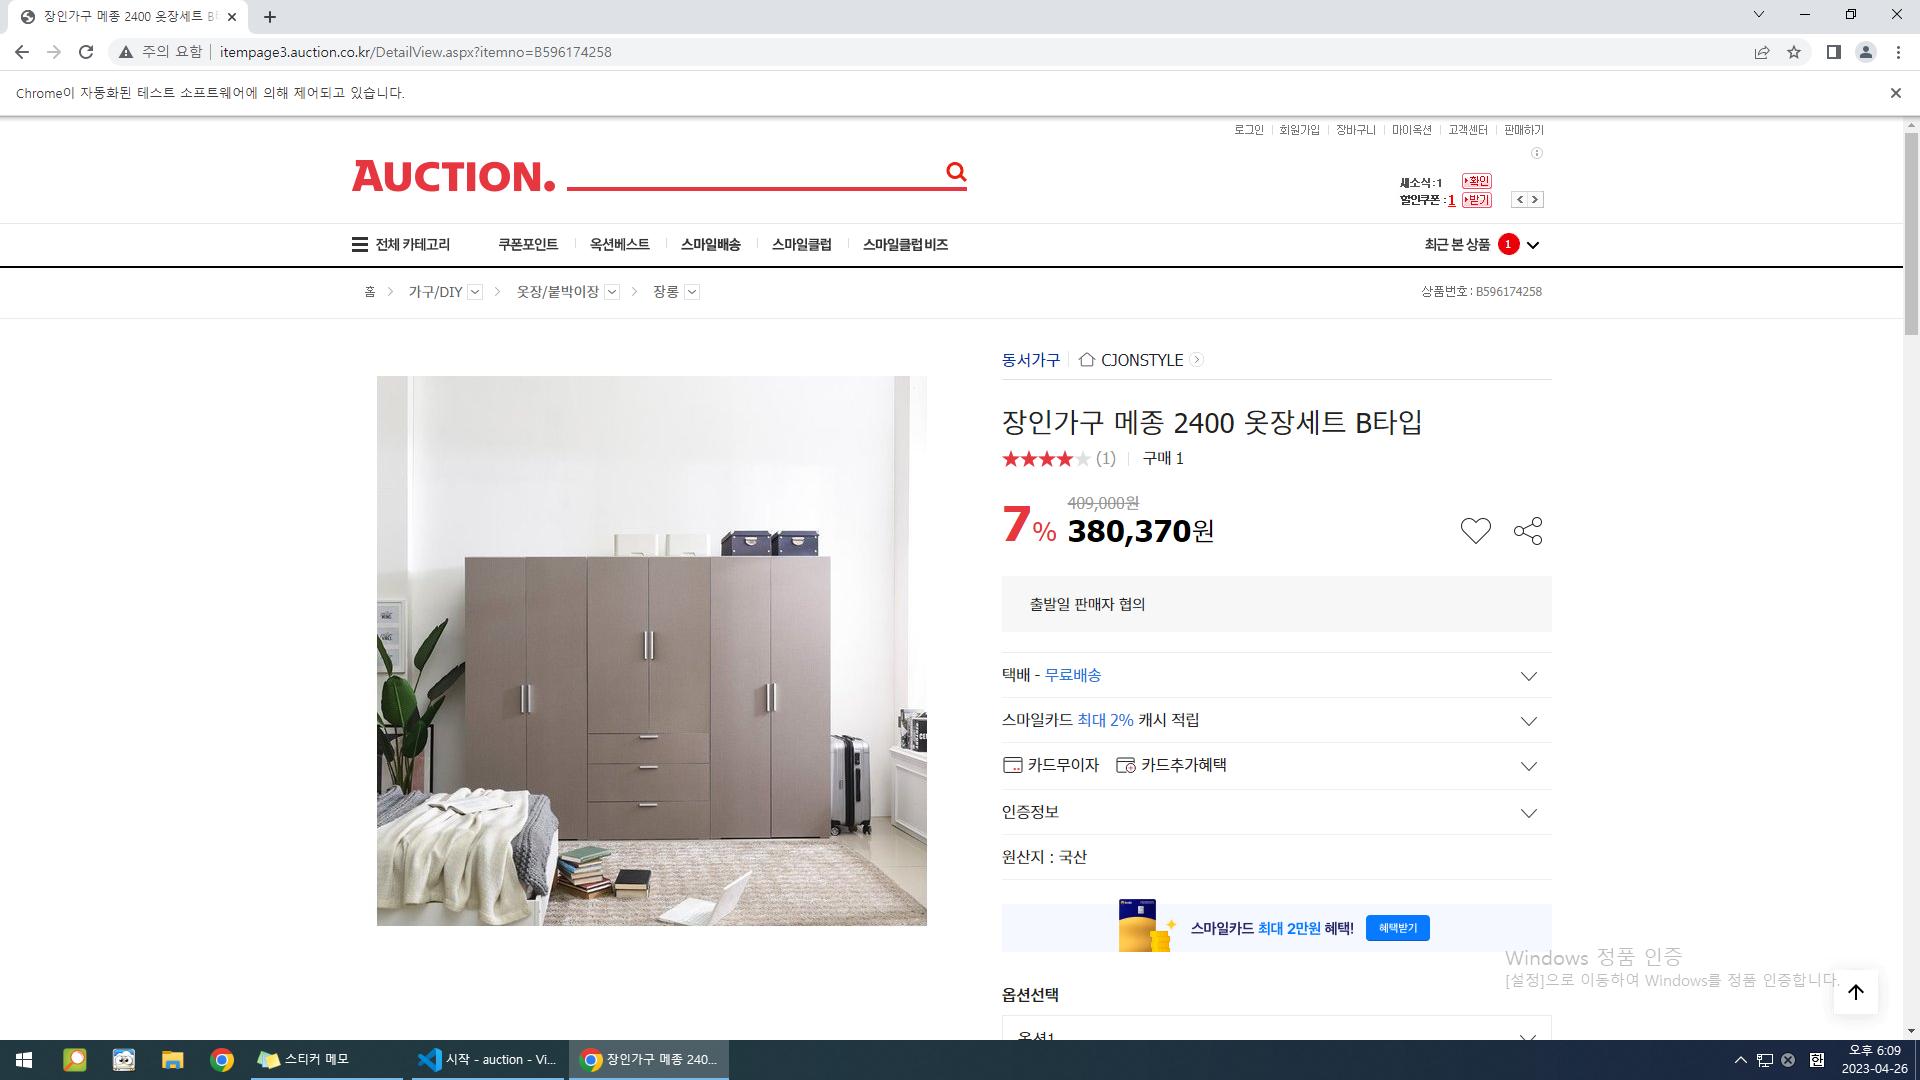 장인가구 메종 2400 옷장세트 B타
주의 요함 itempage3.auction.co.kr/DetailView.aspx?itemno=B596174258
Chrome이 자동화된 테스트 소프트웨어에 의해 제어되고 있습니다.
로그인 회원가입 장바구니 마이옥션 고객센터 판매하기
AUCTION.
새소식 : 1 확인
할인쿠폰 : 1 받기
전체 카테고리 쿠폰포인트 옥션베스트 스마일배송 스마일클럽 스마일클럽 비즈 최근 본 상품 1
홈 가구/DIY 옷장/붙박이장 장롱 상품번호 : B596174258
동서가구 CJONSTYLE
장인가구 메종 2400 옷장세트 B타입
(1) 구매 1
409,000원
7% 380,370원
출발일 판매자 협의
택배 - 무료배송
스마일카드 최대 2% 캐시 적립
카드무이자 카드추가혜택
인증정보
원산지 : 국산
스마일카드 최대 2만원 혜택! 혜택받기
Windows 정품 인증
[설정]으로 이동하여 Windows를 정품 인증합니다.
옵션선택
옵션1
스티커 메모 시작 - auction - Vi... 장인가구 메종 240... 한 오후 6:09
2023-04-26